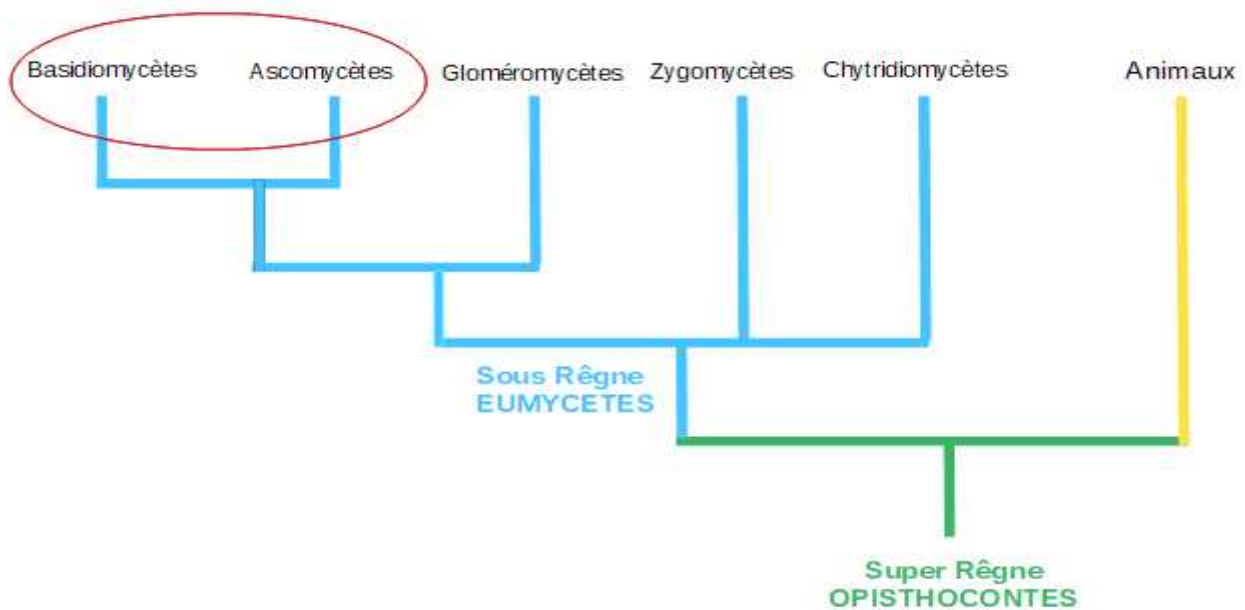 Basidiomycètes Ascomycètes Gloméromycètes Zygomycètes Chytridiomycètes Animaux
Sous Rêgne
EUMYCETES
Super Rêgne
OPISTHOCONTES